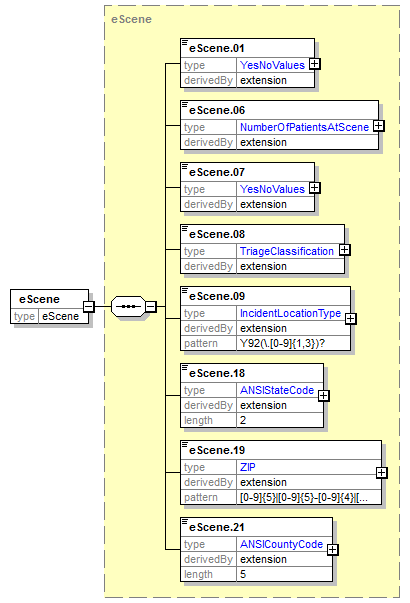 eScene
eScene.01
type YesNoValues
derivedBy extension
eScene.06
type NumberOfPatientsAtScene
derivedBy extension
eScene.07
type YesNoValues
derivedBy extension
eScene.08
type TriageClassification
derivedBy extension
eScene
type eScene
eScene.09
type IncidentLocationType
derivedBy extension
pattern Y92(\.[0-9]{1,3})?
eScene.18
type ANSIStateCode
derivedBy extension
length 2
eScene.19
type ZIP
derivedBy extension
pattern [0-9]{5}|[0-9]{5}-[0-9]{4}|[...
eScene.21
type ANSICountyCode
derivedBy extension
length 5